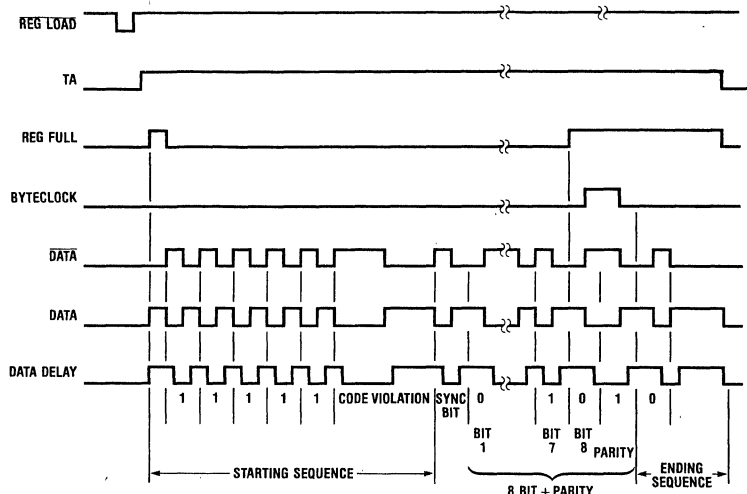 REG LOAD
TA
REG FULL
BYTECLOCK
DATA
DATA
DATA DELAY
1 1 1 1 1 CODE VIOLATION SYNC BIT 0 1 0 1 0
BIT 1
BIT 7
BIT 8
PARITY
STARTING SEQUENCE
ENDING SEQUENCE
8 BIT + PARITY